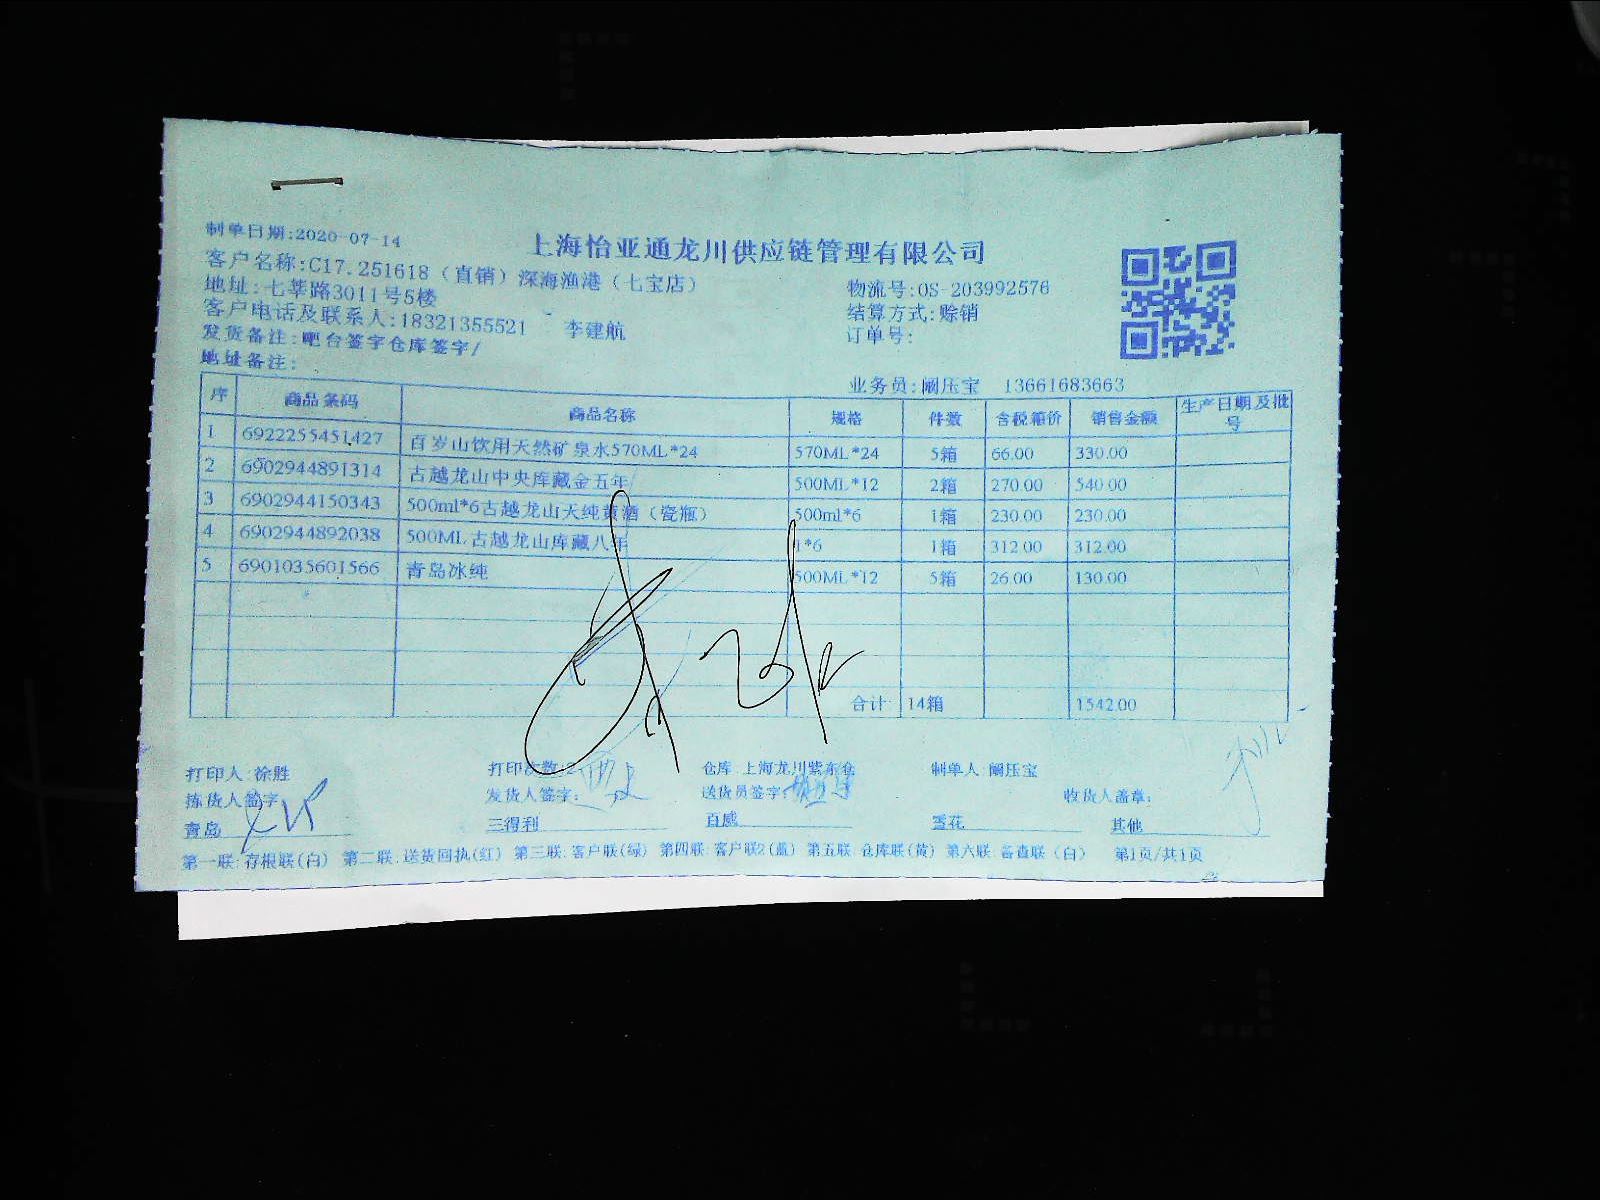 制单日期:2020-07-14
上海怡亚通龙川供应链管理有限公司
客户名称:C17.251618（直销）深海渔港（七宝店）
物流号:OS-203992576
地址:七莘路3011号5楼
结算方式:赊销
客户电话及联系人:18321355521 李建航
订单号:
发货备注:吧台签字仓库签字/
地址备注:
业务员:阚压宝 13661683663
序 商品条码 商品名称 规格 件数 含税箱价 销售金额 生产日期及批号
1 6922255451427 百岁山饮用天然矿泉水570ML*24 570ML*24 5箱 66.00 330.00
2 6902944891314 古越龙山中央库藏金五年/ 500ML*12 2箱 270.00 540.00
3 6902944150343 500ml*6古越龙山天纯黄酒（瓷瓶） 500ml*6 1箱 230.00 230.00
4 6902944892038 500ML古越龙山库藏八年 1*6 1箱 312.00 312.00
5 6901035601566 青岛冰纯 500ML*12 5箱 26.00 130.00
合计 14箱 1542.00
打印人:徐胜 打印次数:2 仓库:上海龙川紫东仓 制单人:阚压宝
拣货人签字: 发货人签字: 送货员签字: 收货人盖章:
青岛 三得利 百威 雪花 其他
第一联:存根联(白) 第二联:送货回执(红) 第三联:客户联(绿) 第四联:客户联2(蓝) 第五联:仓库联(黄) 第六联:备查联(白) 第1页/共1页